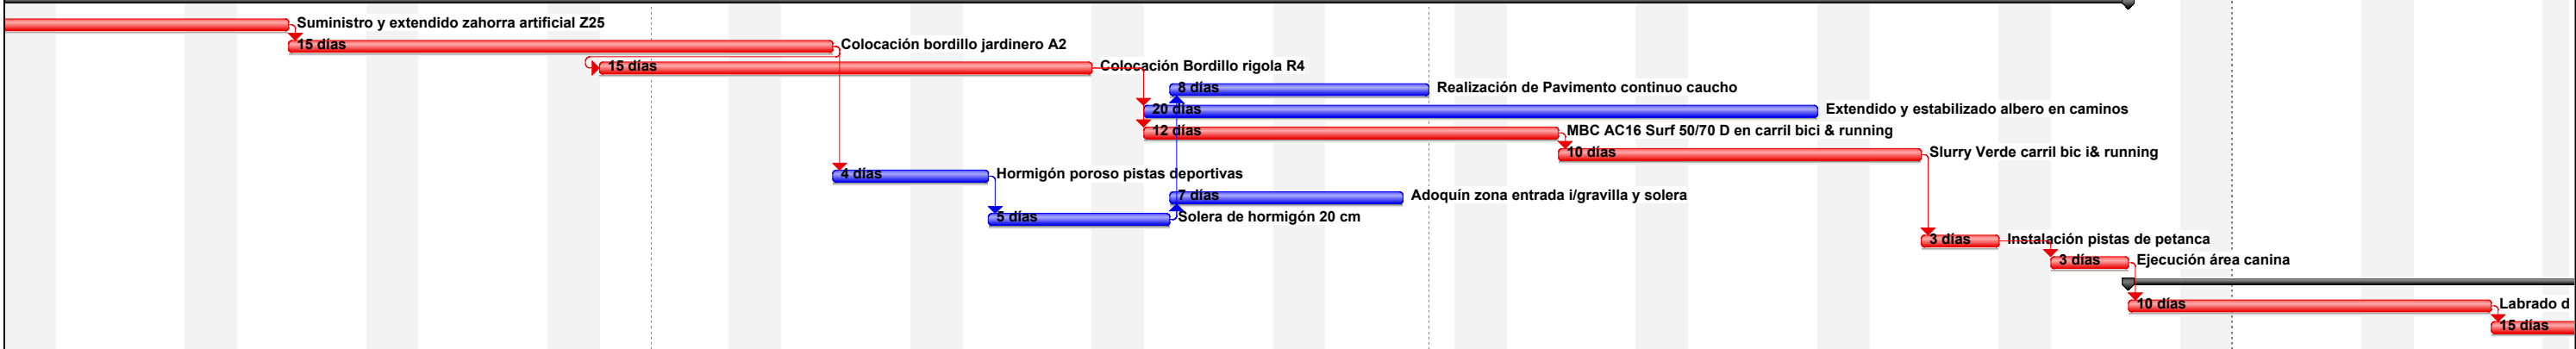 Suministro y extendido zahorra artificial Z25
15 días Colocación bordillo jardinero A2
15 días Colocación Bordillo rigola R4
8 días Realización de Pavimento continuo caucho
20 días Extendido y estabilizado albero en caminos
12 días MBC AC16 Surf 50/70 D en carril bici & running
10 días Slurry Verde carril bic i& running
4 días Hormigón poroso pistas deportivas
7 días Adoquín zona entrada i/gravilla y solera
5 días Solera de hormigón 20 cm
3 días Instalación pistas de petanca
3 días Ejecución área canina
10 días Labrado d
15 días